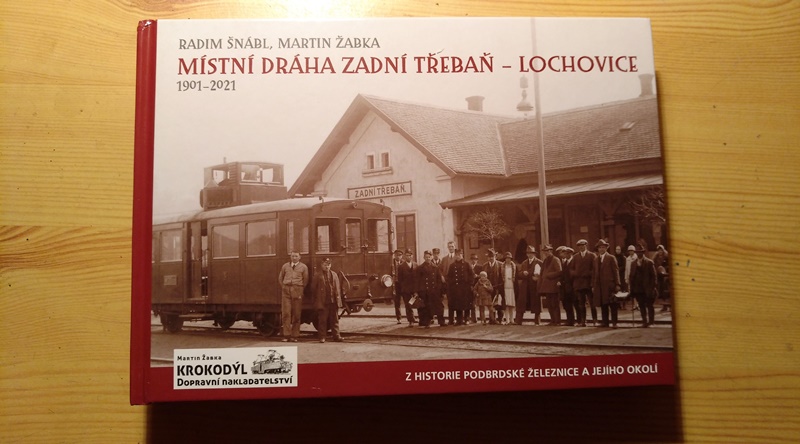 RADIM ŠNÁBL, MARTIN ŽABKA
MÍSTNÍ DRÁHA ZADNÍ TŘEBAŇ – LOCHOVICE
1901–2021
ZADNÍ TŘEBÁN.
MARTIN ŽABKA
KROKODÝL
DOPRAVNÍ NAKLADATELSTVÍ
Z HISTORIE PODBRDSKÉ ŽELEZNICE A JEJÍHO OKOLÍ